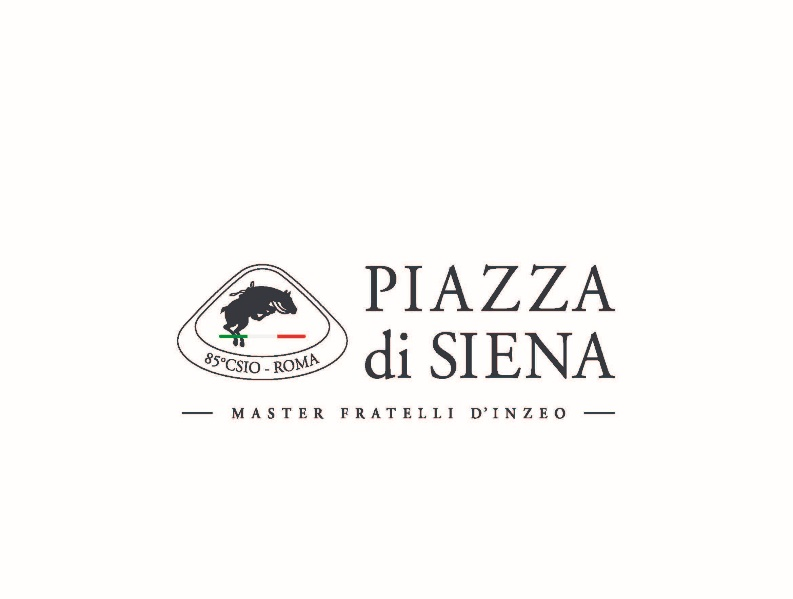 PIAZZA
di SIENA
85°CSIO - ROMA
MASTER FRATELLI D'INZEO